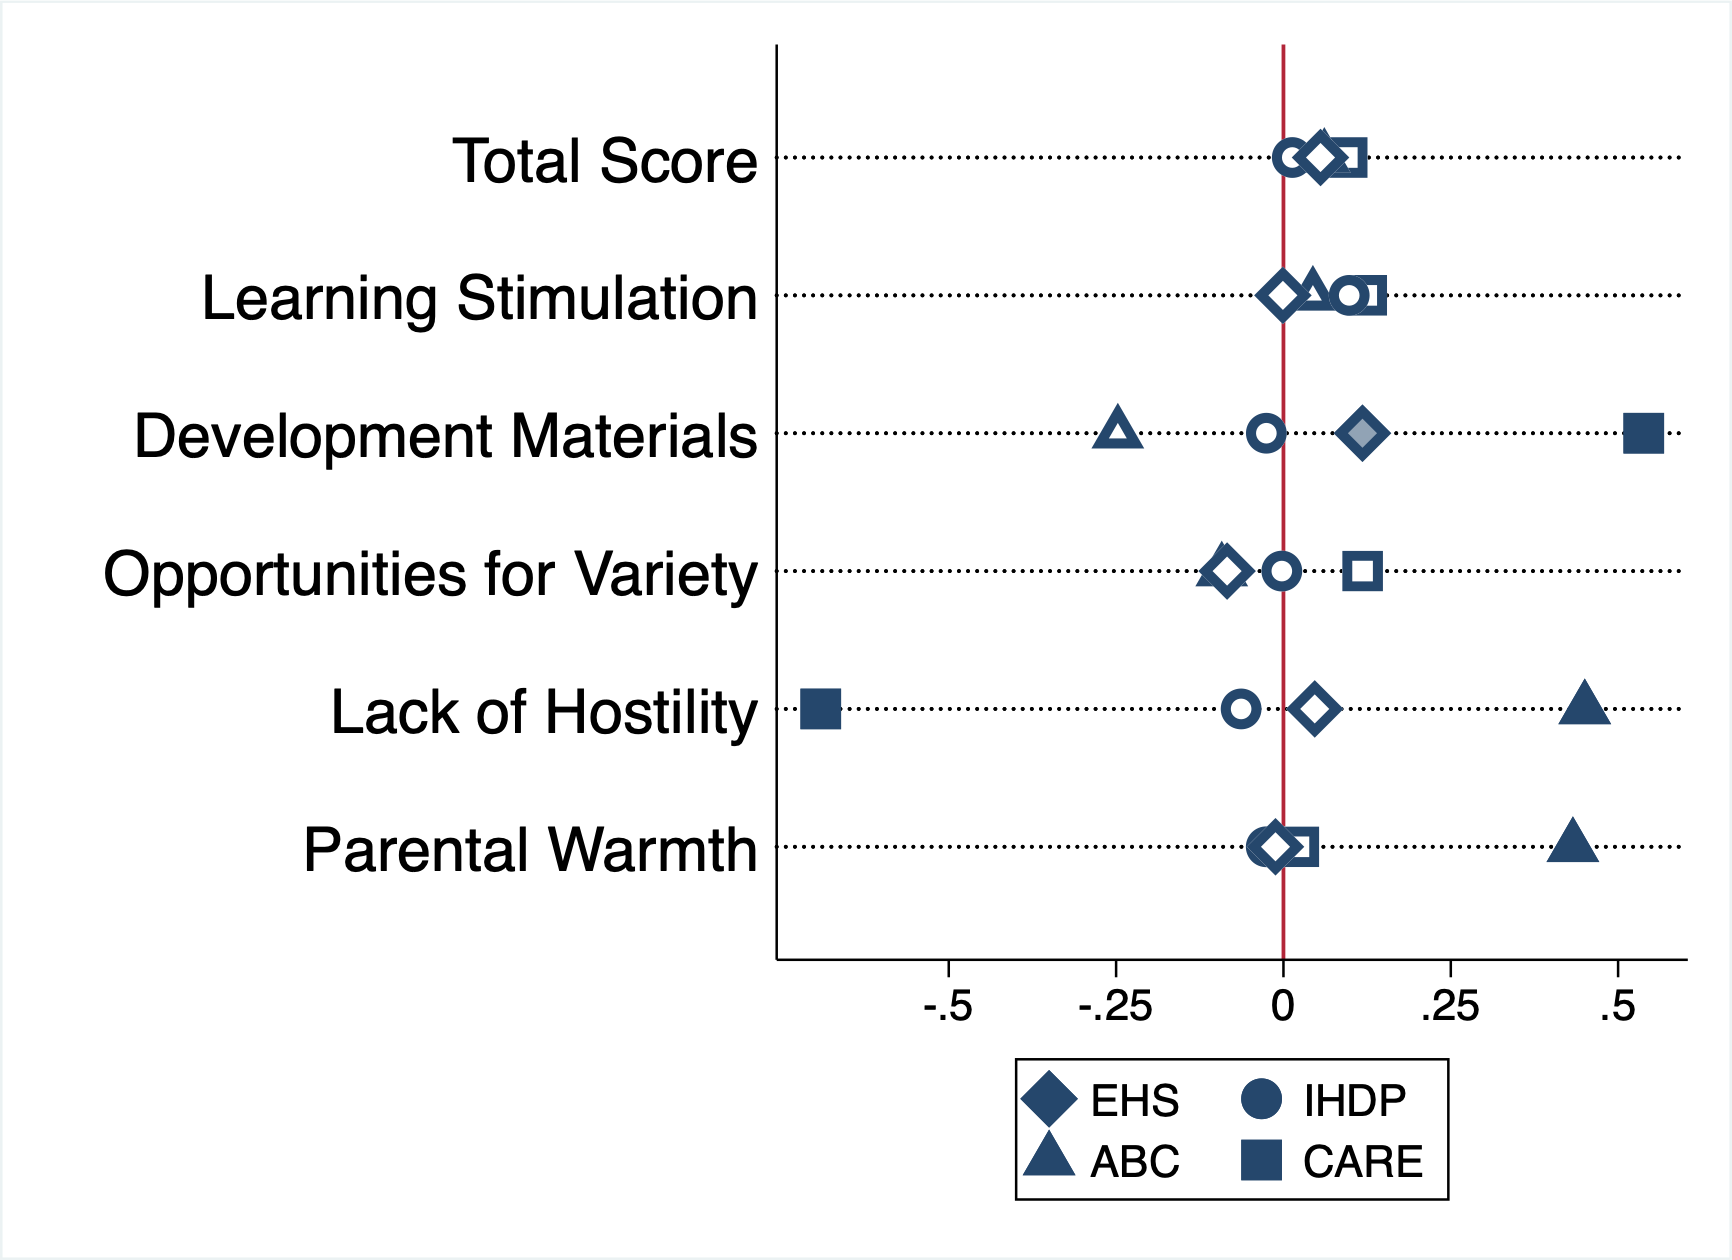 Total Score
Learning Stimulation
Development Materials
Opportunities for Variety
Lack of Hostility
Parental Warmth
-.5 -.25 0 .25 .5
EHS IHDP
ABC CARE